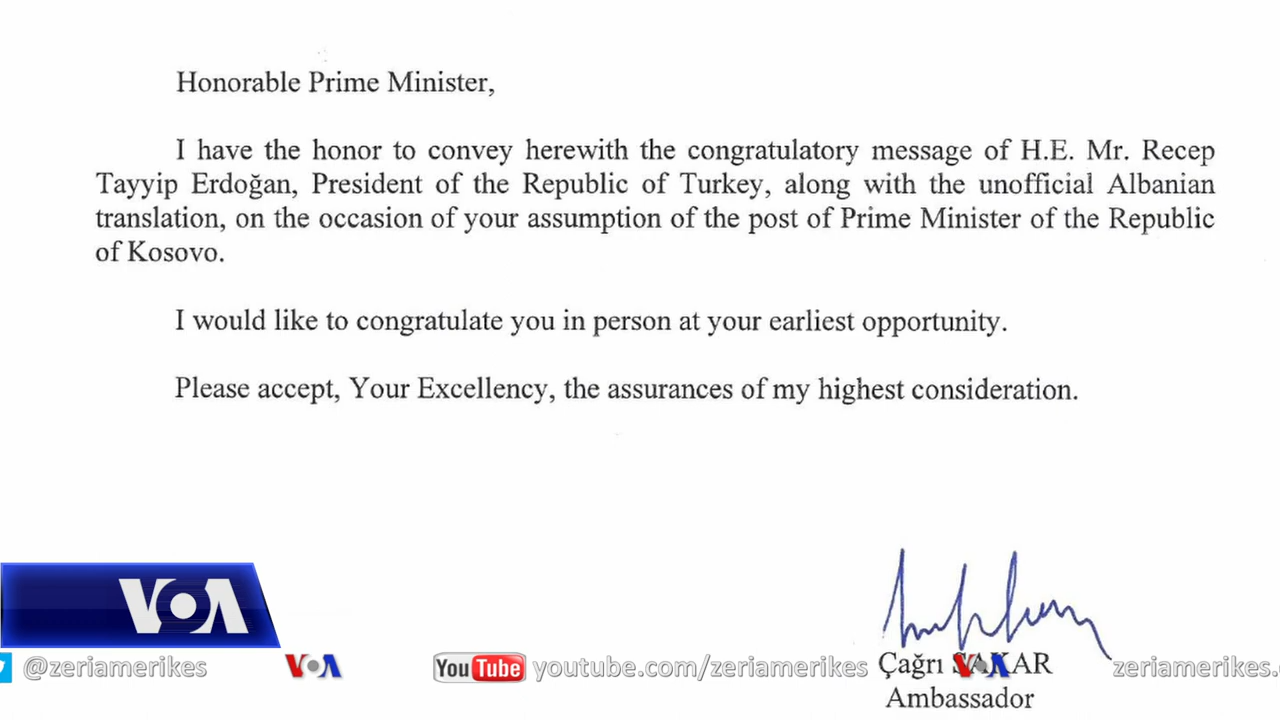 Honorable Prime Minister,
I have the honor to convey herewith the congratulatory message of H.E. Mr. Recep
Tayyip Erdoğan, President of the Republic of Turkey, along with the unofficial Albanian
translation, on the occasion of your assumption of the post of Prime Minister of the Republic
of Kosovo.
I would like to congratulate you in person at your earliest opportunity.
Please accept, Your Excellency, the assurances of my highest consideration.
VOA
@zeriamerikes VOA YouTube youtube.com/zeriamerikes VOA zeriamerikes.
Çağrı SAKAR
Ambassador